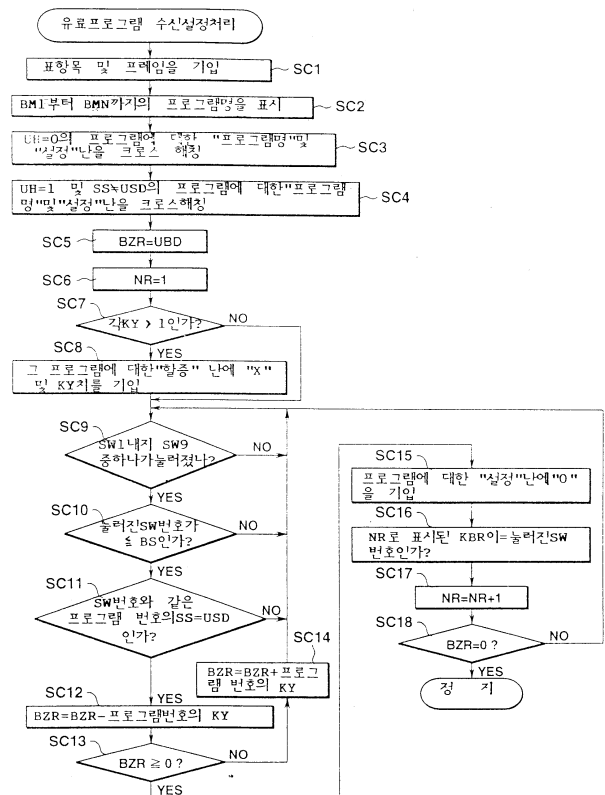 유료프로그램 수신설정처리
표항목 및 프레임을 기입
SC1
BM1부터 BMN까지의 프로그램명을 표시
SC2
UH=0의 프로그램에 대한 "프로그램명"및
"설정"난을 크로스 해칭
SC3
UH=1 및 SS≒USD의 프로그램에 대한"프로그램
명"및"설정"난을 크로스해칭
SC4
SC5
BZR=UBD
SC6
NR=1
SC7
각KY > 1인가?
NO
YES
SC8
그 프로그램에 대한"할증" 난에 "X"
및 KY치를 기입
SC9
SW1내지 SW9
중하나가눌러졌나?
NO
YES
SC10
눌러진SW번호가
≦ BS인가?
NO
YES
SC11
SW번호와 같은
프로그램 번호의SS=USD
인가?
NO
YES
SC14
BZR=BZR+프로그
램 번호의 KY
SC12
BZR=BZR-프로그램번호의 KY
SC13
BZR ≧ 0 ?
NO
YES
SC15
프로그램에 대한 "설정"난에"O"
을 기입
SC16
NR로 표시된 KBR이=눌러진SW
번호인가?
SC17
NR=NR+1
SC18
BZR=0 ?
NO
YES
정 지